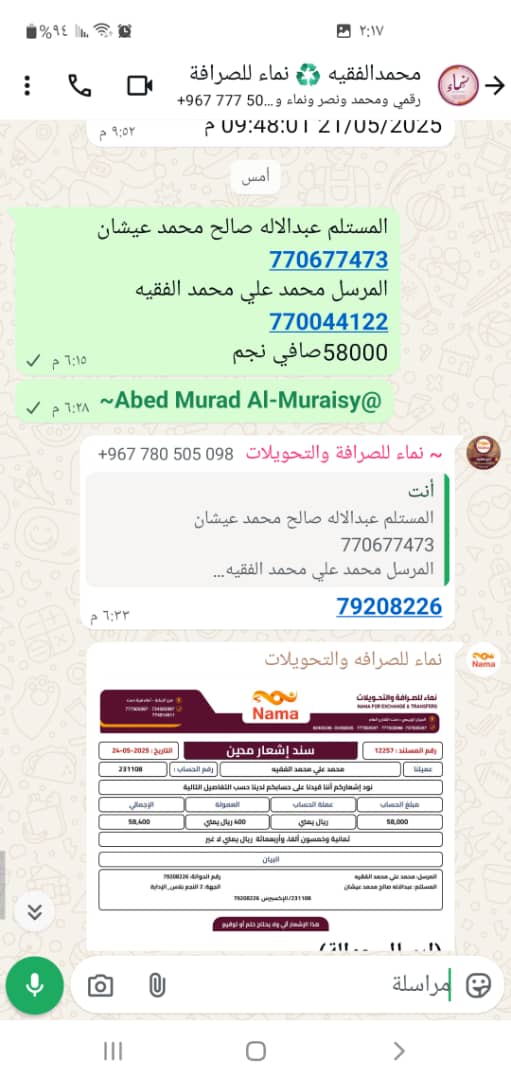 ٢:١٧
%٩٤
محمدالفقيه ♻️ نماء للصرافة
رقمي ومحمد ونصر ونماء و...50 777 967+
21/05/2025 09:48:01 م
٩:٥٢ م
أمس
المستلم عبدالاله صالح محمد عيشان
770677473
المرسل محمد علي محمد الفقيه
770044122
58000صافي نجم
٦:١٥ م
@Abed Murad Al-Muraisy~
٦:٢٨ م
~ نماء للصرافة والتحويلات
+967 780 505 098
أنت
المستلم عبدالاله صالح محمد عيشان
770677473
المرسل محمد علي محمد الفقيه...
79208226
٦:٣٣ م
نماء للصرافه والتحويلات
Nama
نماء للصرافة والتحويلات
NAMA FOR EXCHANGE & TRANSFERS
Nama
رقم المستند : 12257
سند إشعار مدين
التاريخ : 2025-05-24
عميلنا
محمد علي محمد الفقيه
رقم الحساب :
231108
نود إشعاركم أننا قيدنا على حسابكم لدينا حسب التفاصيل التالية
مبلغ الحساب
عملة الحساب
العمولة
الإجمالي
58,000
ريال يمني
400 ريال يمني
58,400
ثمانية وخمسون ألف، وأربعمائة ريال يمني لا غير
البيان
المرسل: محمد علي محمد الفقيه
رقم الحوالة: 79208226
المستلم: عبدالاله صالح محمد عيشان
الجهة: 2 النجم بلس_الإدارة
231108/الإكسبرس 79208226
هذا الإشعار آلي ولا يحتاج ختم أو توقيع
مراسلة